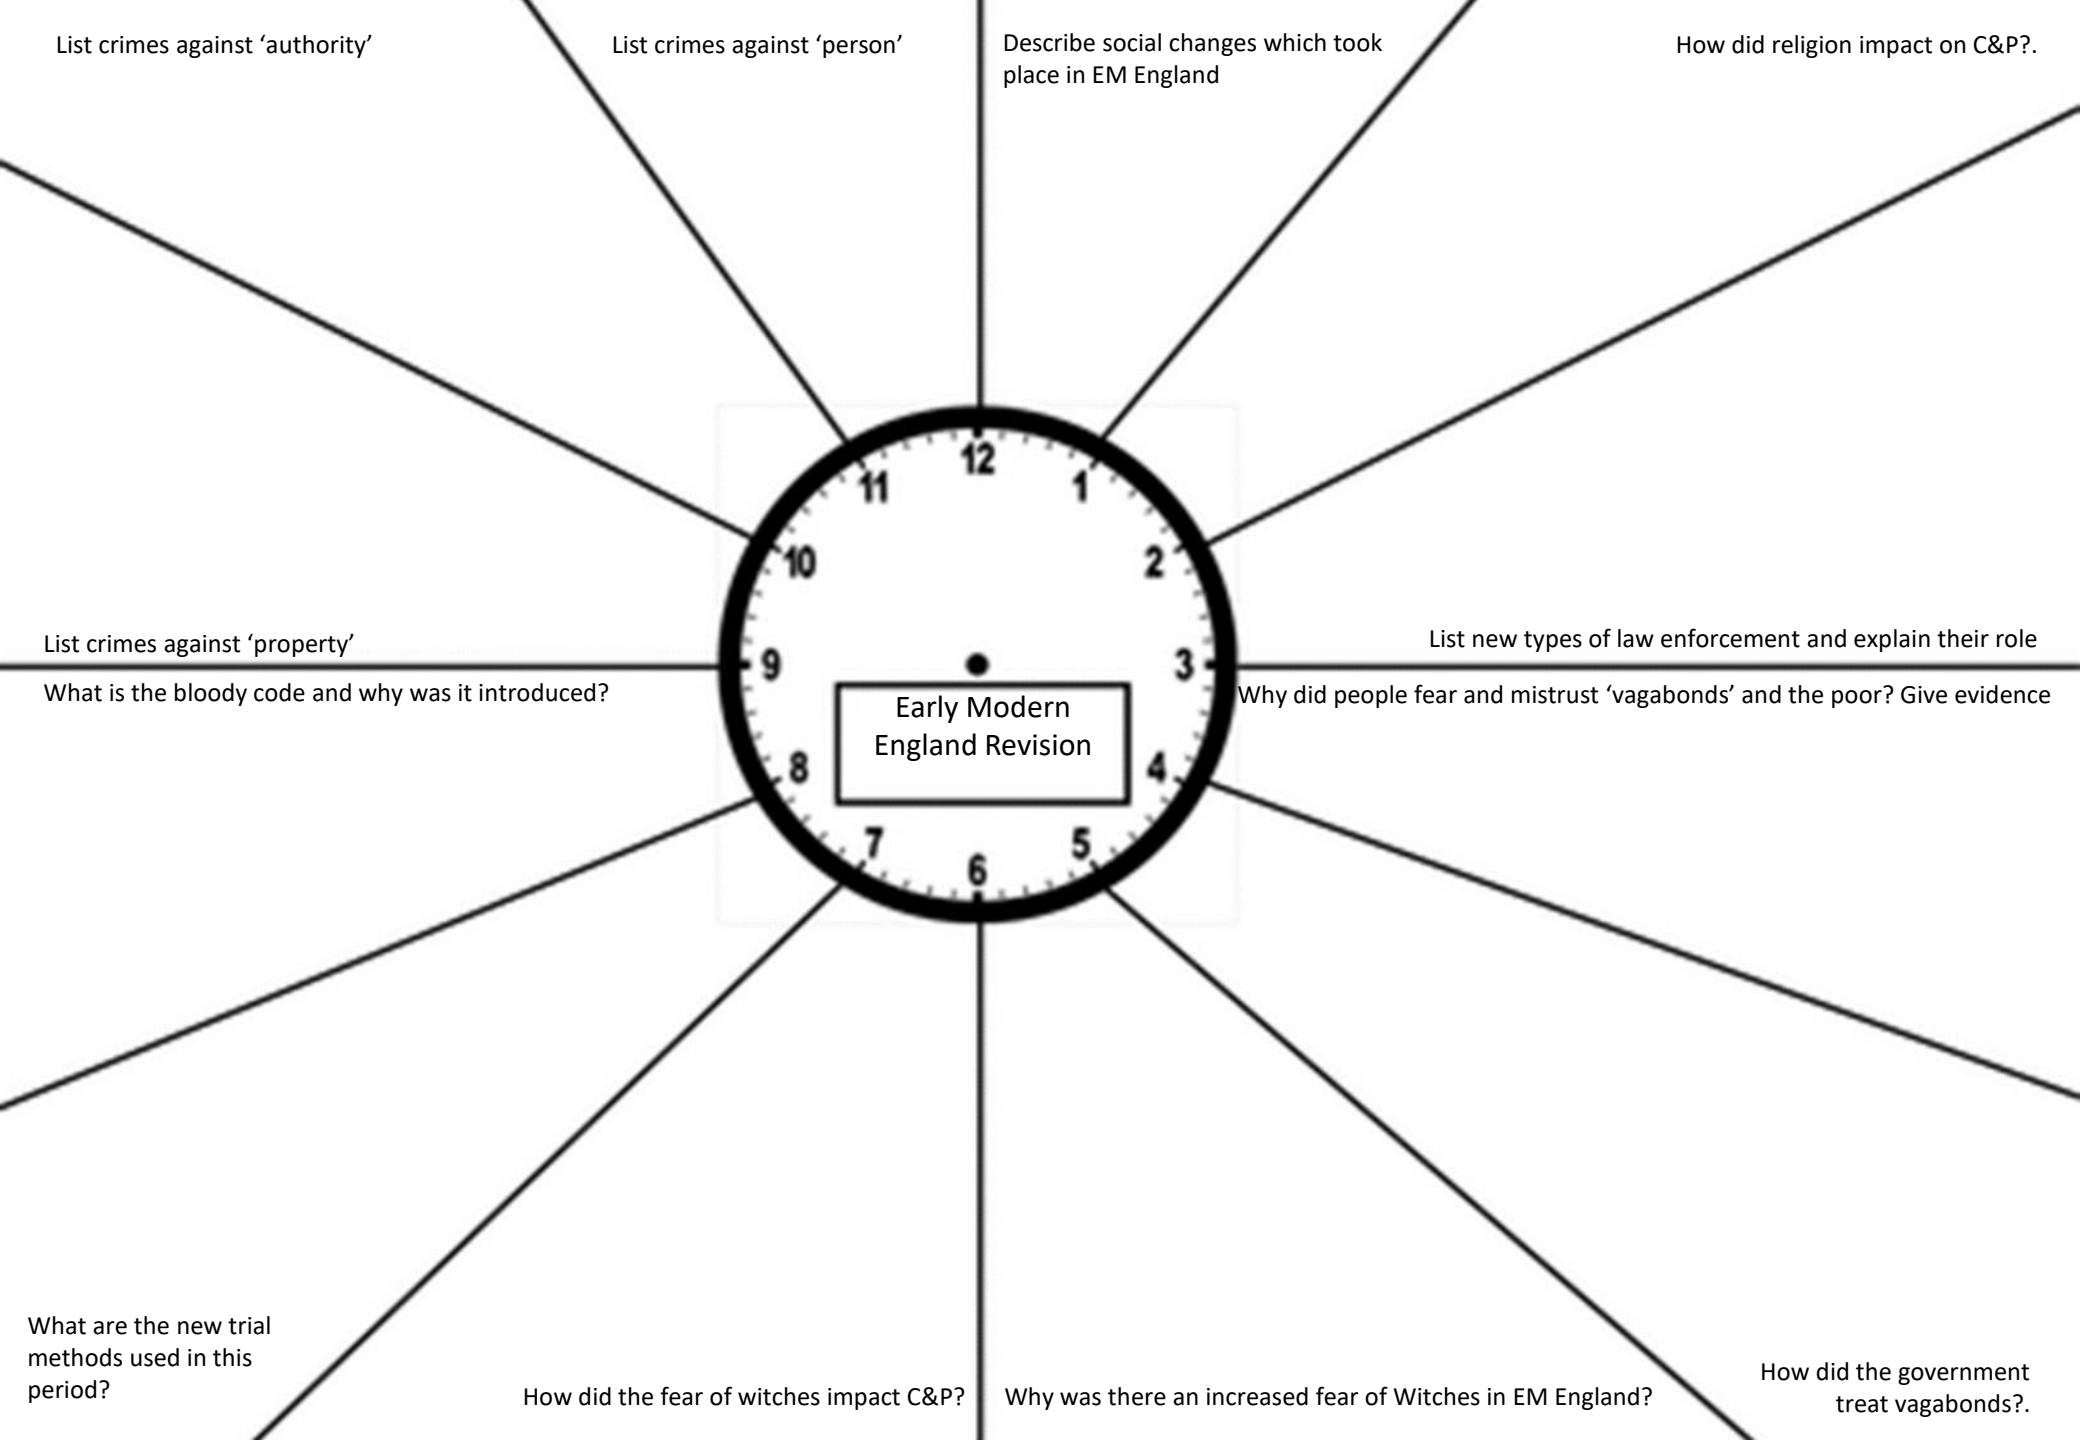 List crimes against ‘authority’
List crimes against ‘person’
Describe social changes which took
place in EM England
How did religion impact on C&P?.
12
11
1
10
2
List crimes against ‘property’
List new types of law enforcement and explain their role
9
3
What is the bloody code and why was it introduced?
Why did people fear and mistrust ‘vagabonds’ and the poor? Give evidence
Early Modern
England Revision
8
4
7
5
6
What are the new trial
methods used in this
period?
How did the fear of witches impact C&P?
Why was there an increased fear of Witches in EM England?
How did the government
treat vagabonds?.